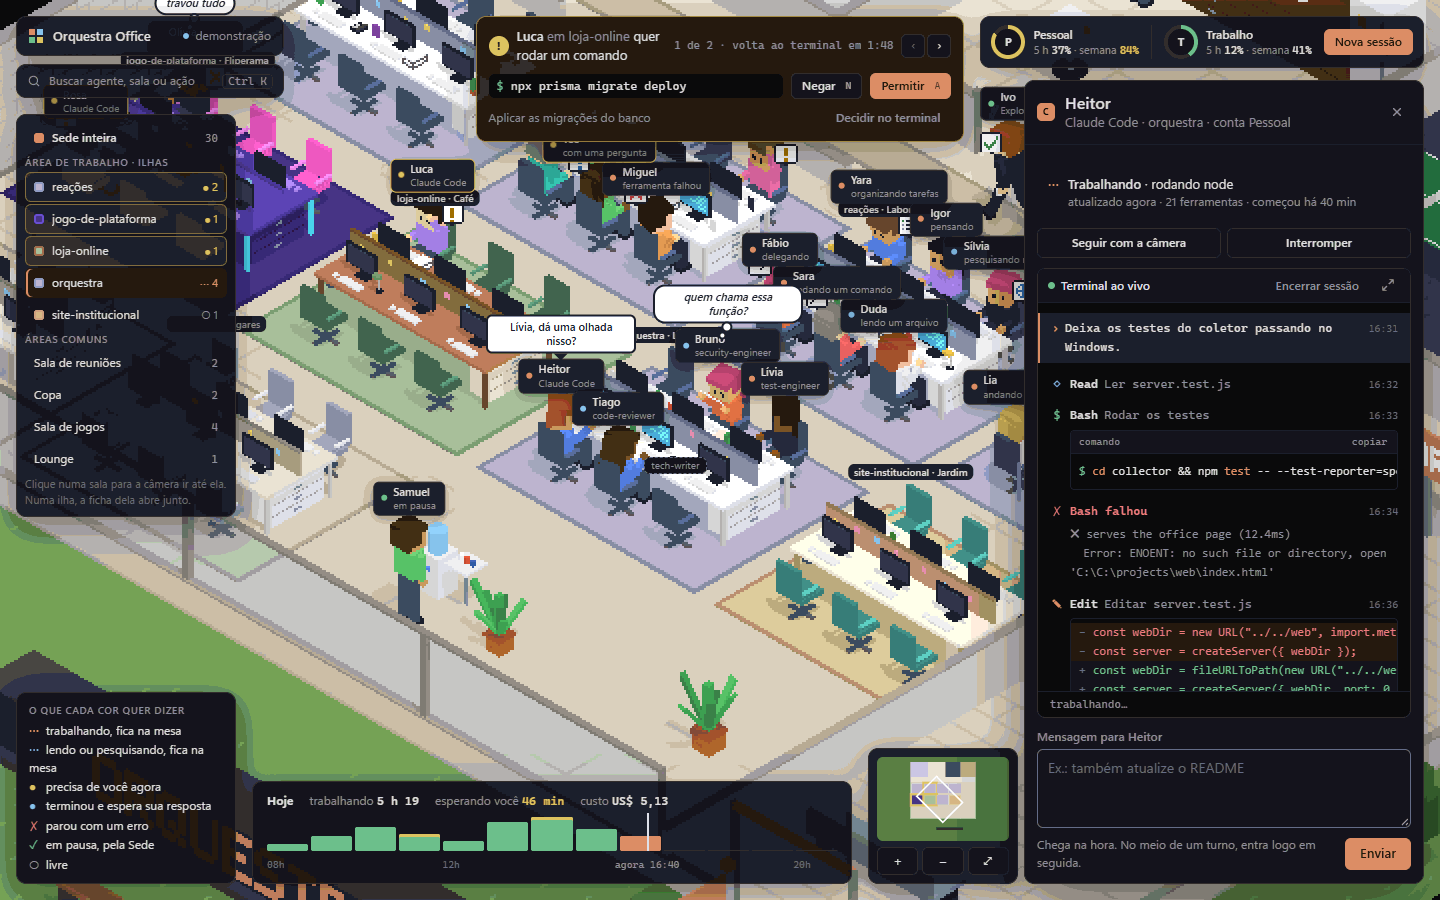 travou tudo
Orquestra Office
demonstração
jogo-de-plataforma · Fliperama
Buscar agente, sala ou ação
Ctrl K
Claude Code
Sede inteira
30
ÁREA DE TRABALHO · ILHAS
reações
2
jogo-de-plataforma
1
loja-online
1
orquestra
4
site-institucional
1
ÁREAS COMUNS
Sala de reuniões
2
Copa
2
Sala de jogos
4
Lounge
1
Clique numa sala para a câmera ir até ela.
Numa ilha, a ficha dela abre junto.
O QUE CADA COR QUER DIZER
trabalhando, fica na mesa
lendo ou pesquisando, fica na
mesa
precisa de você agora
terminou e espera sua resposta
parou com um erro
em pausa, pela Sede
livre
Luca em loja-online quer
rodar um comando
1 de 2 · volta ao terminal em 1:48
‹
›
$ npx prisma migrate deploy
Negar N
Permitir A
Aplicar as migrações do banco
Decidir no terminal
com uma pergunta
Luca
Claude Code
loja-online · Café
Miguel
ferramenta falhou
Yara
organizando tarefas
Igor
pensando
Sílvia
Fábio
delegando
Sara
Duda
lendo um arquivo
quem chama essa
função?
Lívia, dá uma olhada
nisso?
Bruno
security-engineer
Heitor
Claude Code
Lívia
test-engineer
Tiago
code-reviewer
Lia
andando
tech-writer
site-institucional · Jardim
Samuel
em pausa
Ivo
Hoje
trabalhando 5 h 19
esperando você 46 min
custo US$ 5,13
08h
12h
agora 16:40
20h
+
−
P
Pessoal
5 h 37% · semana 84%
T
Trabalho
5 h 12% · semana 41%
Nova sessão
C
Heitor
Claude Code · orquestra · conta Pessoal
Trabalhando · rodando node
atualizado agora · 21 ferramentas · começou há 40 min
Seguir com a câmera
Interromper
Terminal ao vivo
Encerrar sessão
› Deixa os testes do coletor passando no
Windows.
16:31
Read Ler server.test.js
16:32
$ Bash Rodar os testes
16:33
comando
copiar
$ cd collector && npm test -- --test-reporter=sp
✗ Bash falhou
16:34
✕ serves the office page (12.4ms)
Error: ENOENT: no such file or directory, open
'C:\C:\projects\web\index.html'
Edit Editar server.test.js
16:36
− const webDir = new URL("../../web", import.met
− const server = createServer({ webDir });
+ const webDir = fileURLToPath(new URL("../../we
+ const server = createServer({ webDir, port: 0
trabalhando…
Mensagem para Heitor
Ex.: também atualize o README
Chega na hora. No meio de um turno, entra logo em
seguida.
Enviar